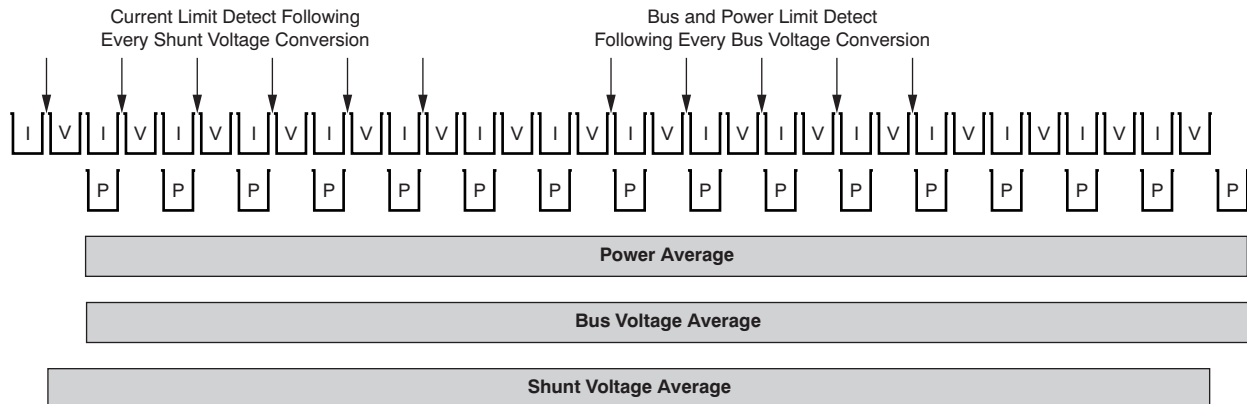 Current Limit Detect Following
Every Shunt Voltage Conversion
Bus and Power Limit Detect
Following Every Bus Voltage Conversion
I V I V I V I V I V I V I V I V I V I V I V I V I V I V I V I V
P P P P P P P P P P P P P P P P
Power Average
Bus Voltage Average
Shunt Voltage Average